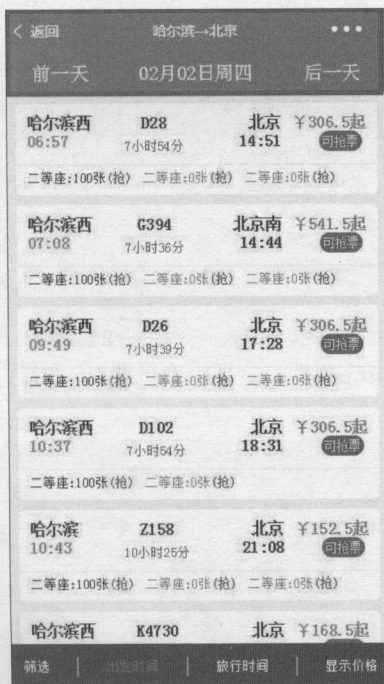 < 返回 哈尔滨→北京 •••
前一天 02月02日周四 后一天
哈尔滨西 D28 北京 ￥306.5起
06:57 7小时54分 14:51 可抢票
二等座:100张(抢) 二等座:0张(抢) 二等座:0张(抢)
哈尔滨西 G394 北京南 ￥541.5起
07:08 7小时36分 14:44 可抢票
二等座:100张(抢) 二等座:0张(抢) 二等座:0张(抢)
哈尔滨西 D26 北京 ￥306.5起
09:49 7小时39分 17:28 可抢票
二等座:100张(抢) 二等座:0张(抢) 二等座:0张(抢)
哈尔滨西 D102 北京 ￥306.5起
10:37 7小时54分 18:31 可抢票
二等座:100张(抢) 二等座:0张(抢)
哈尔滨 Z158 北京 ￥152.5起
10:43 10小时25分 21:08 可抢票
二等座:100张(抢) 二等座:0张(抢) 二等座:0张(抢)
哈尔滨西 K4730 北京 ￥168.5起
筛选 出发时间 旅行时间 显示价格